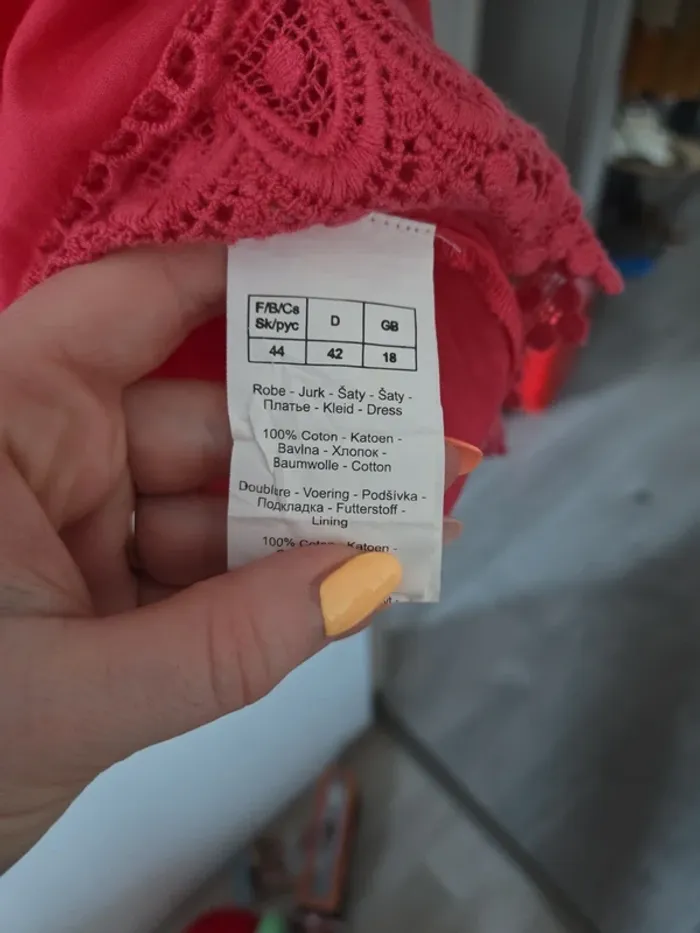 F/B/Cs D GB
Sk/рус
44 42 18
Robe - Jurk - Šaty - Šaty -
Платье - Kleid - Dress
100% Coton - Katoen -
Bavlna - Хлопок -
Baumwolle - Cotton
Doublure - Voering - Podšívka -
Подкладка - Futterstoff -
Lining
100% Coton - Katoen -